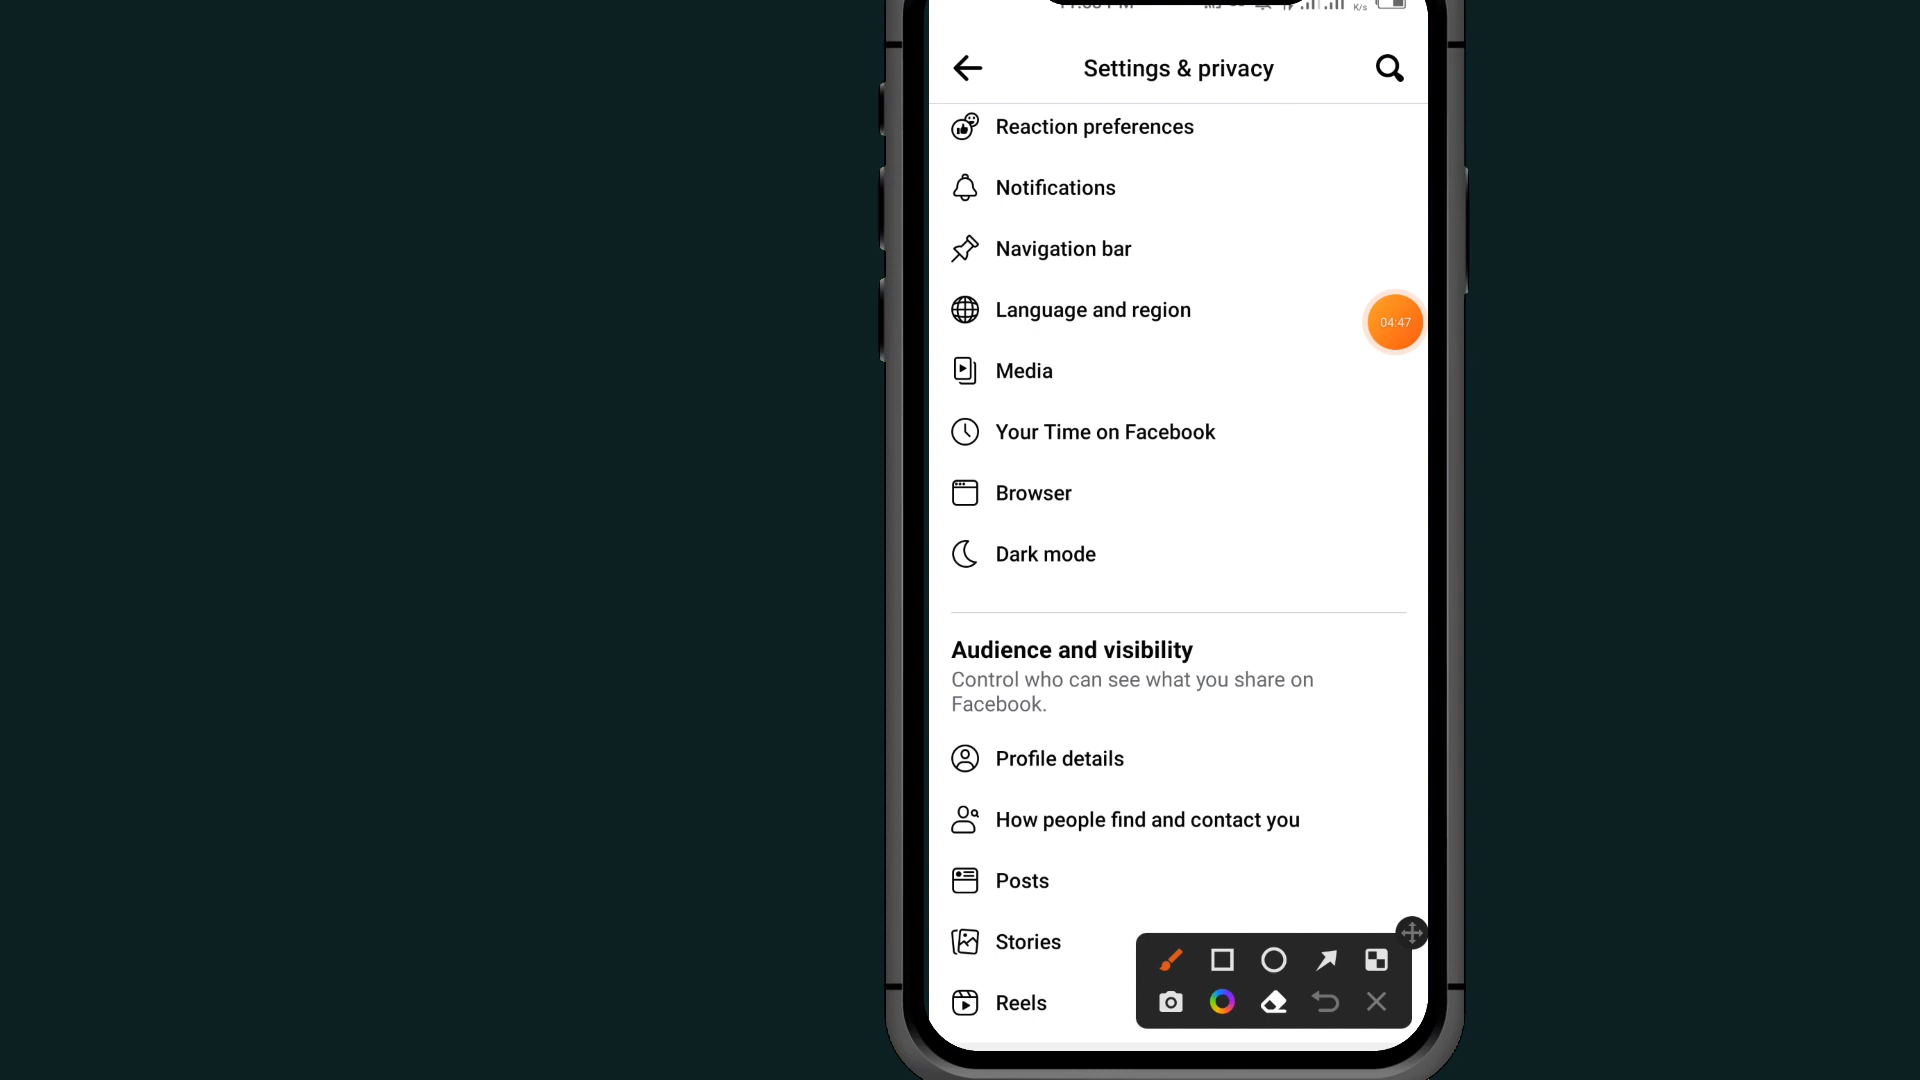 Settings & privacy
Reaction preferences
Notifications
Navigation bar
Language and region
04:47
Media
Your Time on Facebook
Browser
Dark mode
Audience and visibility
Control who can see what you share on
Facebook.
Profile details
How people find and contact you
Posts
Stories
Reels